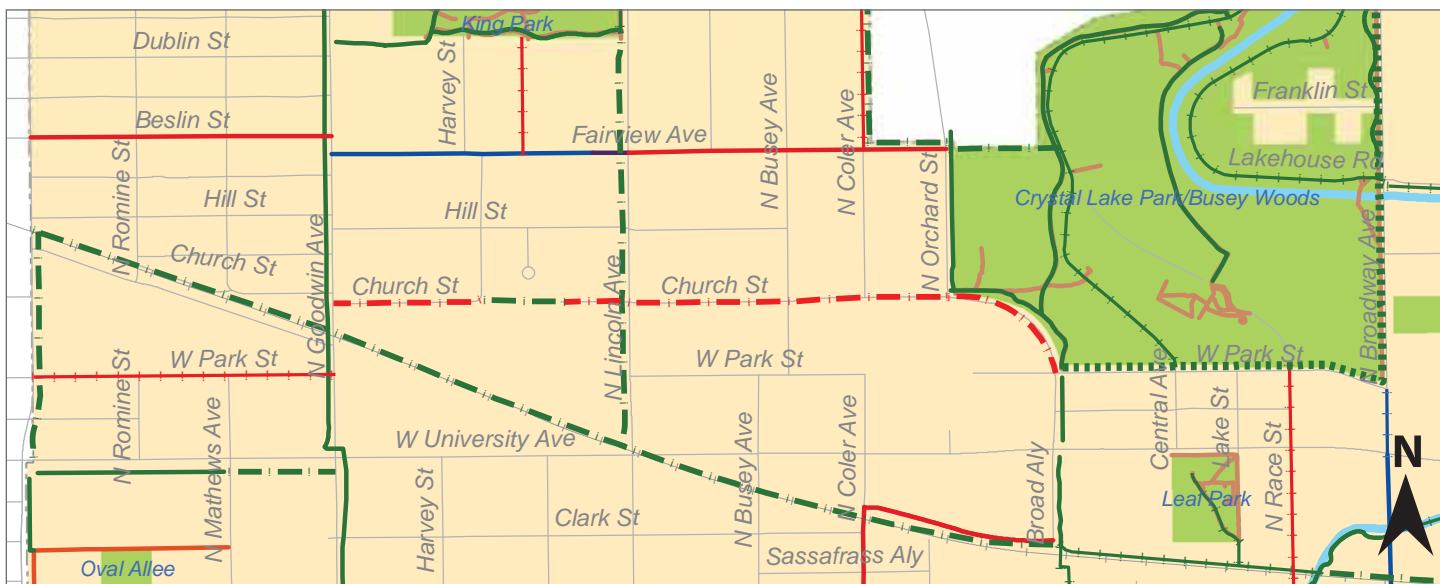 King Park
Dublin St
Harvey St
N Busey Ave
Franklin St
Beslin St
Fairview Ave
N Coler Ave
Lakehouse Rd
N Romine St
Hill St
Hill St
N Orchard St
Crystal Lake Park/Busey Woods
N Goodwin Ave
Church St
Church St
N Lincoln Ave
Church St
N Broadway Ave
W Park St
W Park St
W Park St
N Romine St
N Mathews Ave
W University Ave
N Busey Ave
N Coler Ave
Central Ave
Lake St
N Race St
N
Harvey St
Clark St
Broad Aly
Leal Park
Oval Allee
Sassafrass Aly